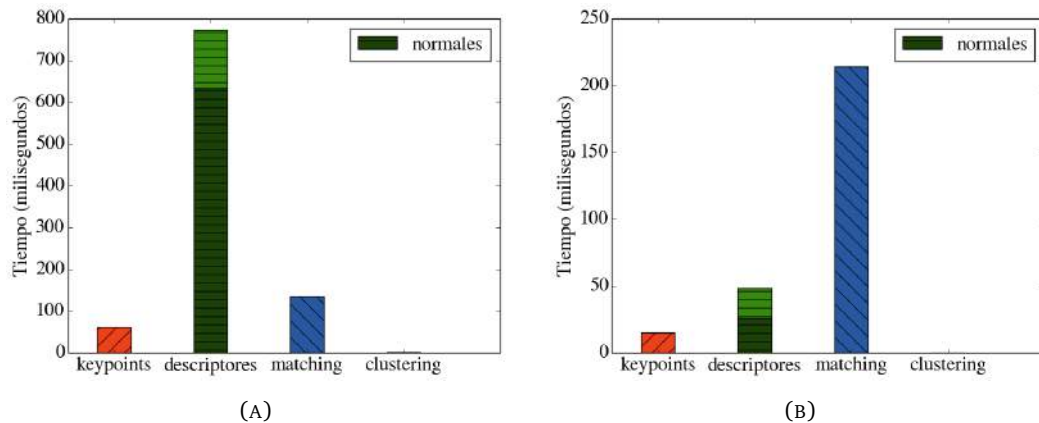 800
700
600
500
400
300
200
100
0
Tiempo (milisegundos)
normales
keypoints descriptores matching clustering
(A)
250
200
150
100
50
0
Tiempo (milisegundos)
normales
keypoints descriptores matching clustering
(B)